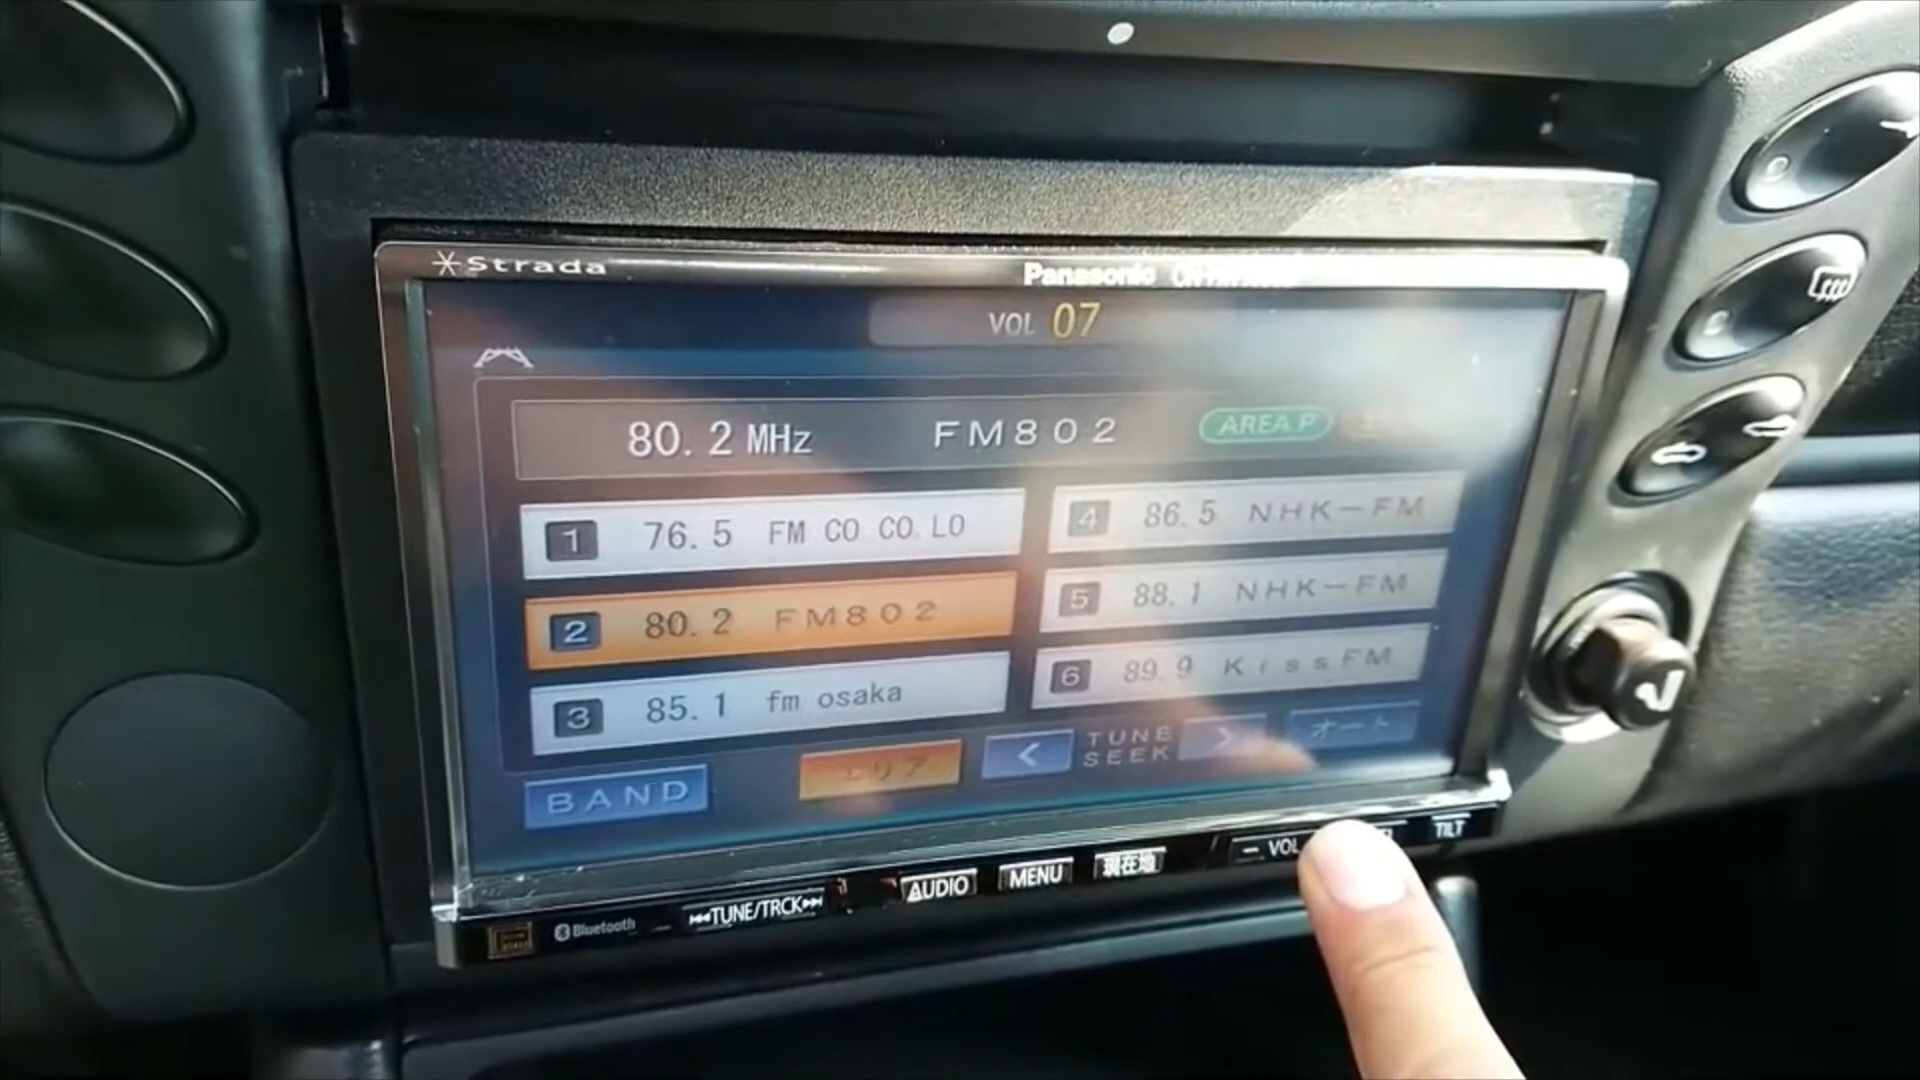 Strada
Panasonic
VOL 07
80.2 MHz FM802 AREA P
1 76.5 FM CO CO.LO
2 80.2 FM802
3 85.1 fm osaka
4 86.5 NHK-FM
5 88.1 NHK-FM
6 89.9 KissFM
BAND エリア < TUNE SEEK > オート
Bluetooth TUNE/TRCK AUDIO MENU 現在地 - VOL TILT